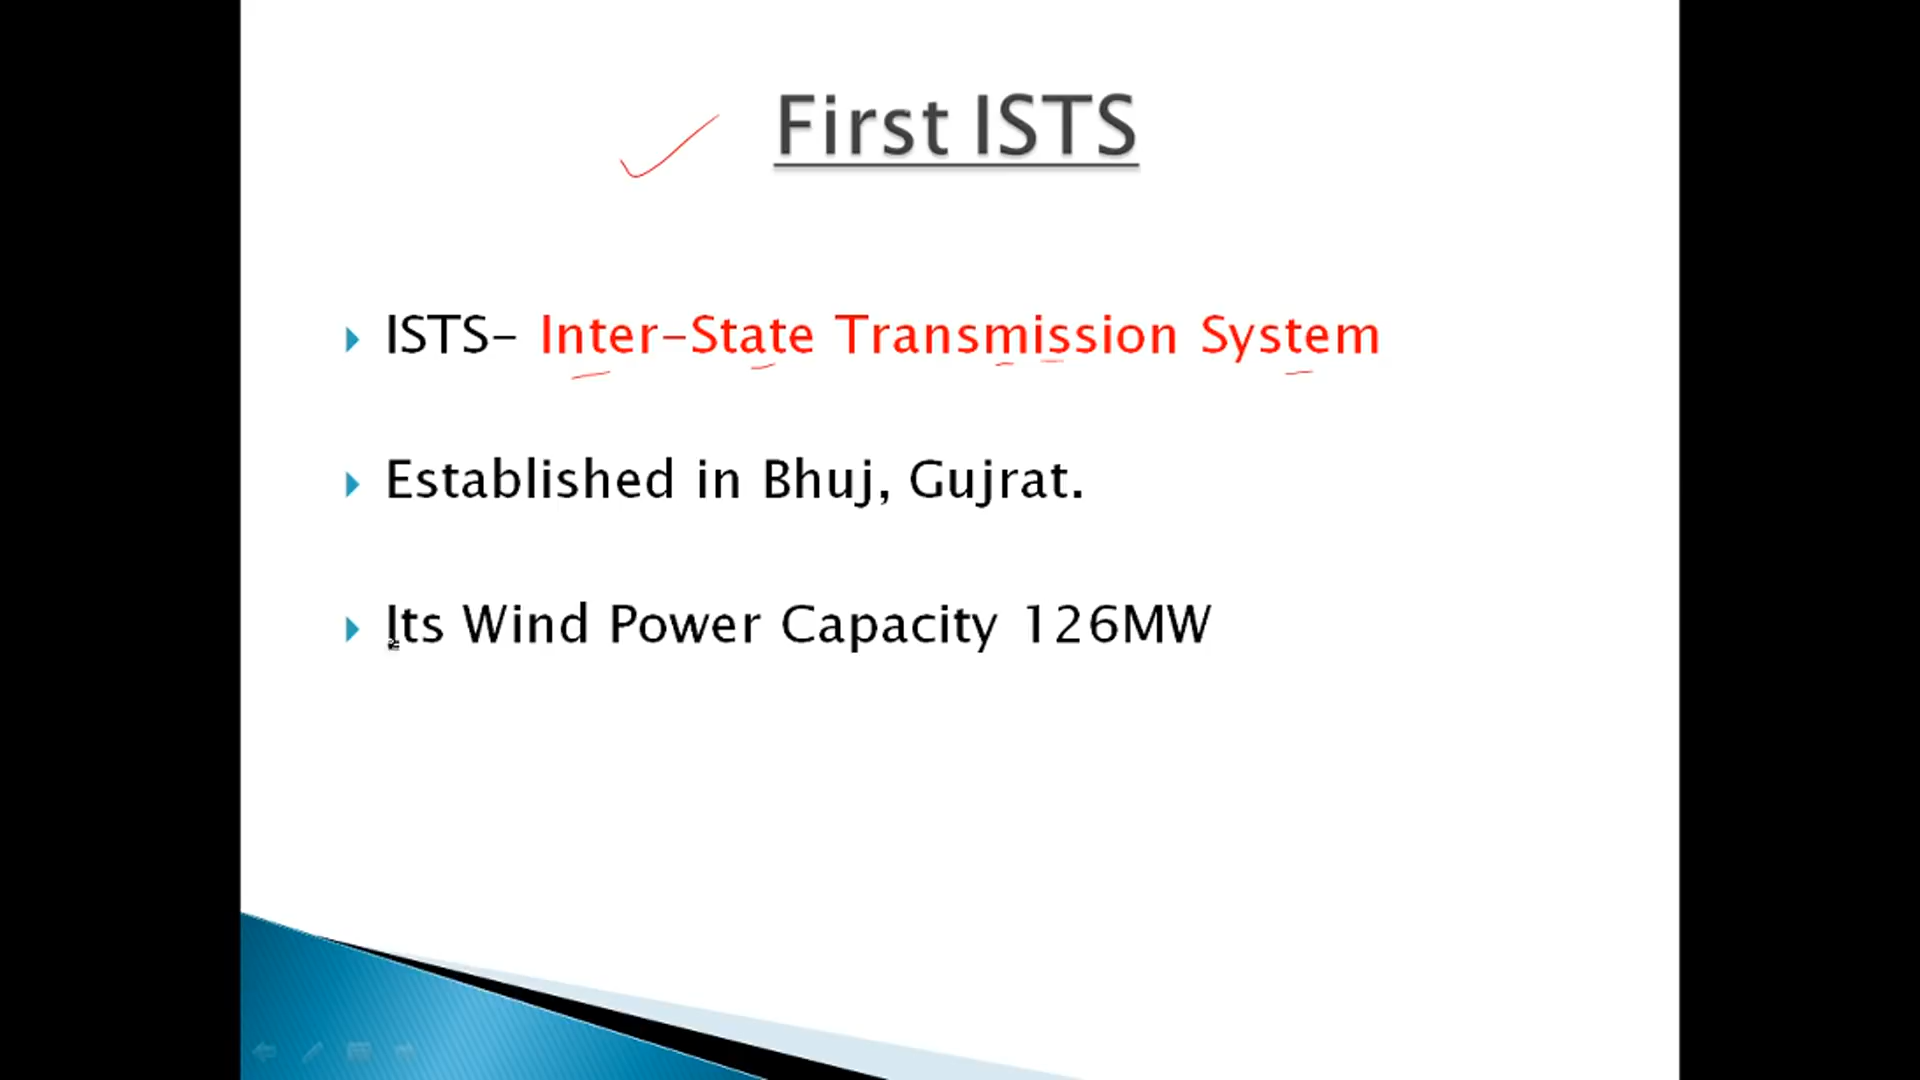 First ISTS
ISTS- Inter-State Transmission System
Established in Bhuj, Gujrat.
Its Wind Power Capacity 126MW